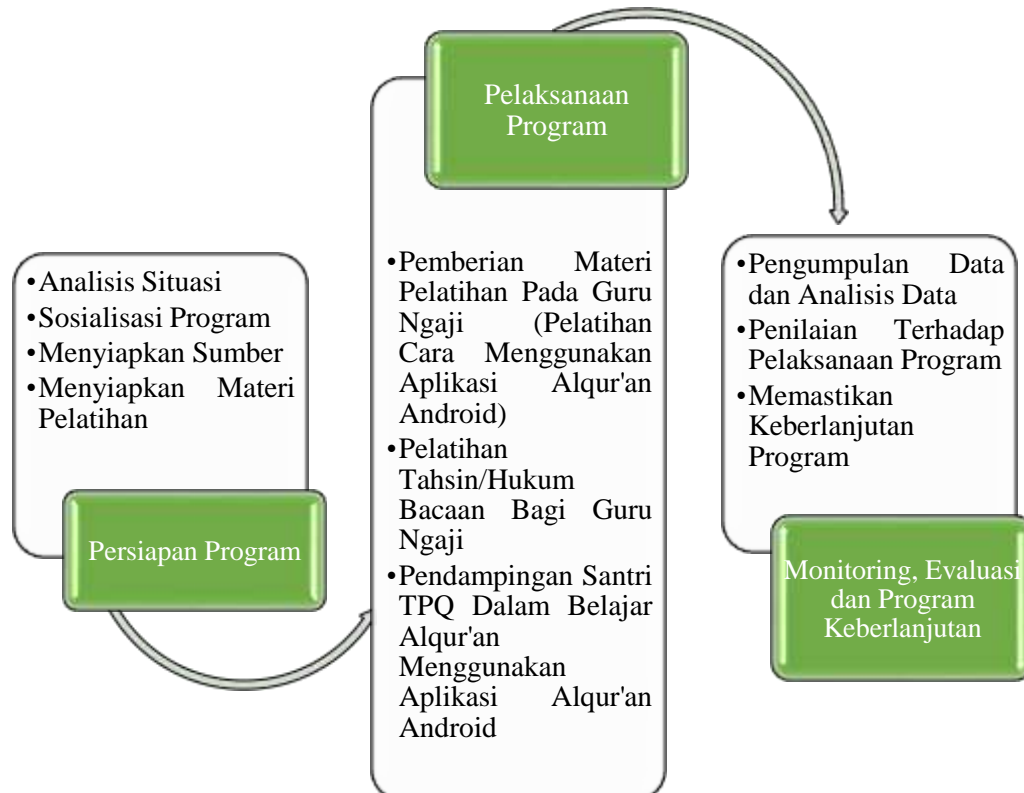 •Analisis Situasi
•Sosialisasi Program
•Menyiapkan Sumber
•Menyiapkan Materi
Pelatihan
Persiapan Program
Pelaksanaan
Program
•Pemberian Materi
Pelatihan Pada Guru
Ngaji (Pelatihan
Cara Menggunakan
Aplikasi Alqur'an
Android)
•Pelatihan
Tahsin/Hukum
Bacaan Bagi Guru
Ngaji
•Pendampingan Santri
TPQ Dalam Belajar
Alqur'an
Menggunakan
Aplikasi Alqur'an
Android
•Pengumpulan Data
dan Analisis Data
•Penilaian Terhadap
Pelaksanaan Program
•Memastikan
Keberlanjutan
Program
Monitoring, Evaluasi
dan Program
Keberlanjutan